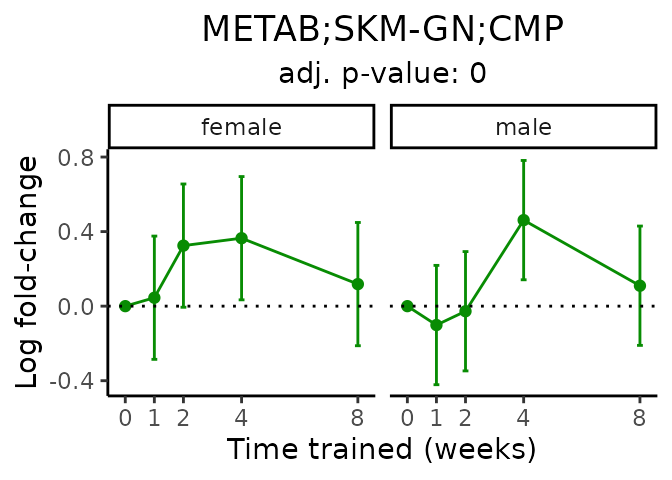 METAB;SKM-GN;CMP
adj. p-value: 0
female
male
Log fold-change
0.8
0.4
0.0
-0.4
0 1 2 4 8
0 1 2 4 8
Time trained (weeks)